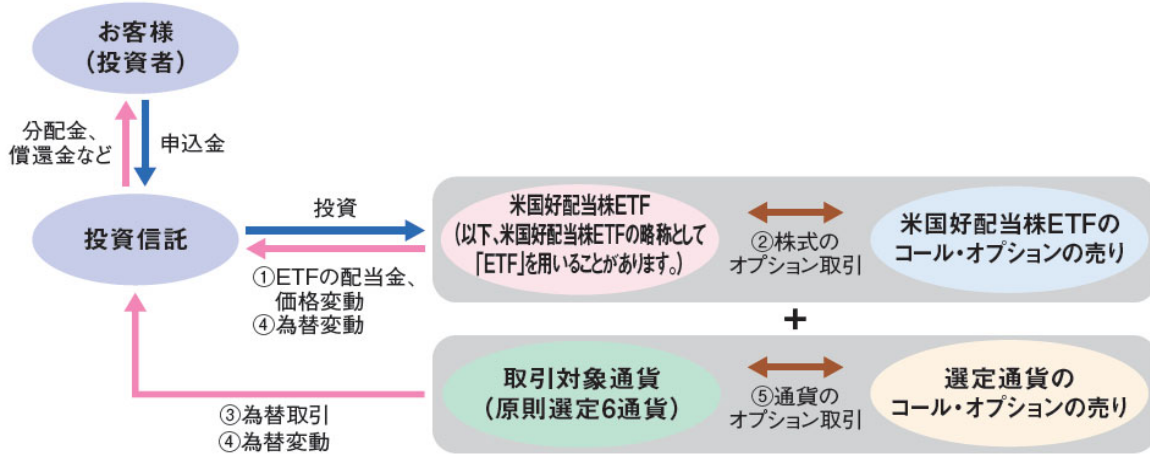 お客様
(投資者)
分配金、
償還金など
申込金
投資信託
投資
①ETFの配当金、
価格変動
④為替変動
米国好配当株ETF
(以下、米国好配当株ETFの略称として
「ETF」を用いることがあります。)
②株式の
オプション取引
米国好配当株ETFの
コール・オプションの売り
+
③為替取引
④為替変動
取引対象通貨
(原則選定6通貨)
⑤通貨の
オプション取引
選定通貨の
コール・オプションの売り